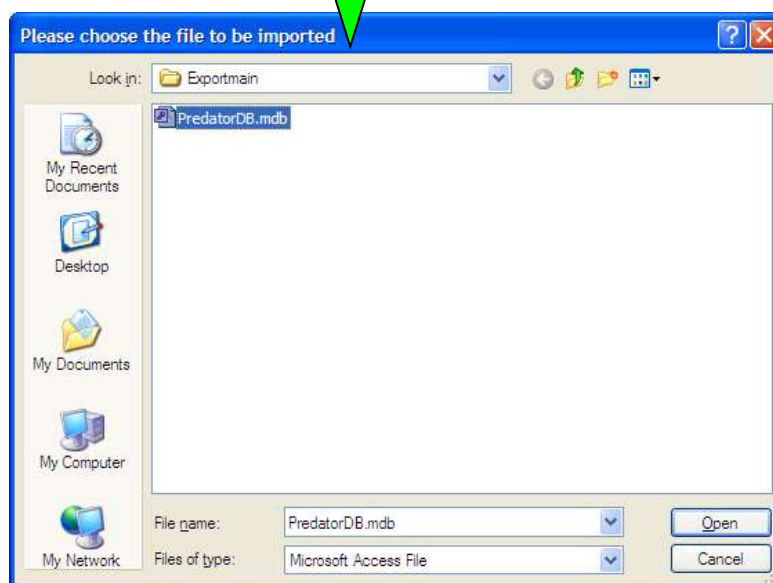 Please choose the file to be imported
Look in: Exportmain
PredatorDB.mdb
My Recent
Documents
Desktop
My Documents
My Computer
My Network
File name: PredatorDB.mdb Open
Files of type: Microsoft Access File Cancel